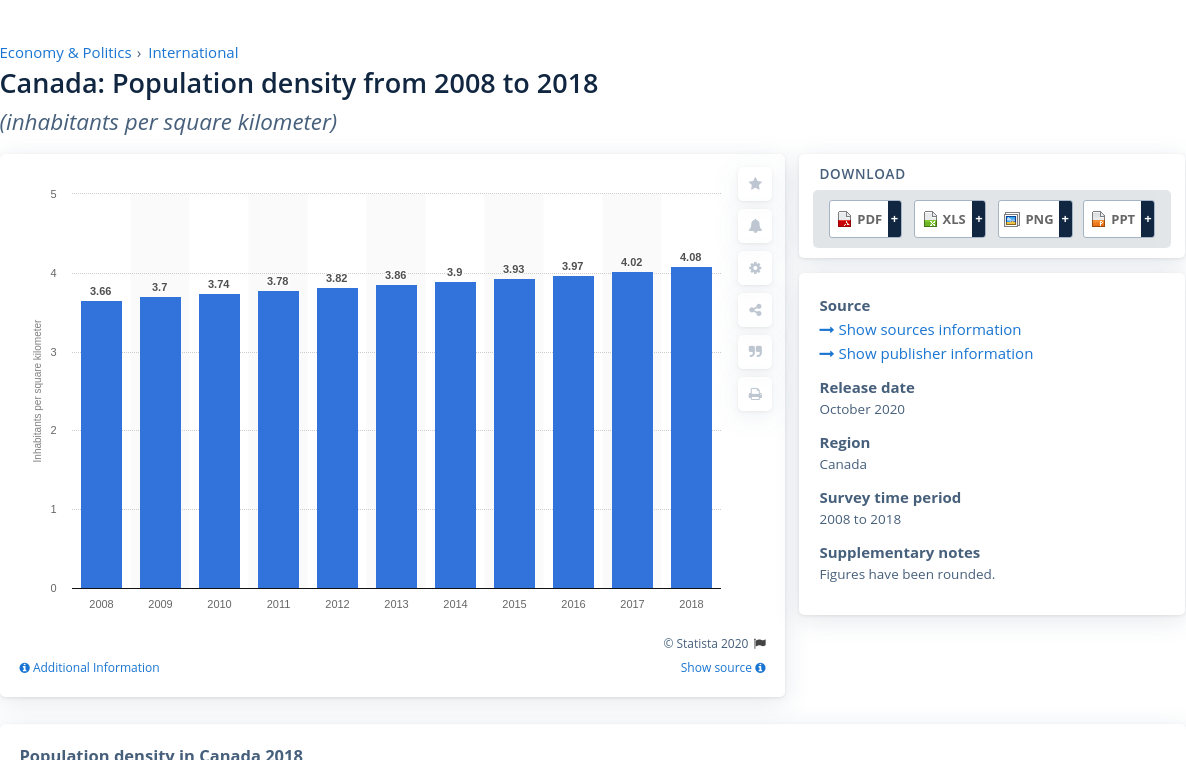 Economy & Politics › International
Canada: Population density from 2008 to 2018
(inhabitants per square kilometer)
5
4
3
2
1
0
Inhabitants per square kilometer
3.66
3.7
3.74
3.78
3.82
3.86
3.9
3.93
3.97
4.02
4.08
2008
2009
2010
2011
2012
2013
2014
2015
2016
2017
2018
© Statista 2020
Additional Information
Show source
DOWNLOAD
PDF +
XLS +
PNG +
PPT +
Source
Show sources information
Show publisher information
Release date
October 2020
Region
Canada
Survey time period
2008 to 2018
Supplementary notes
Figures have been rounded.
Population density in Canada 2018